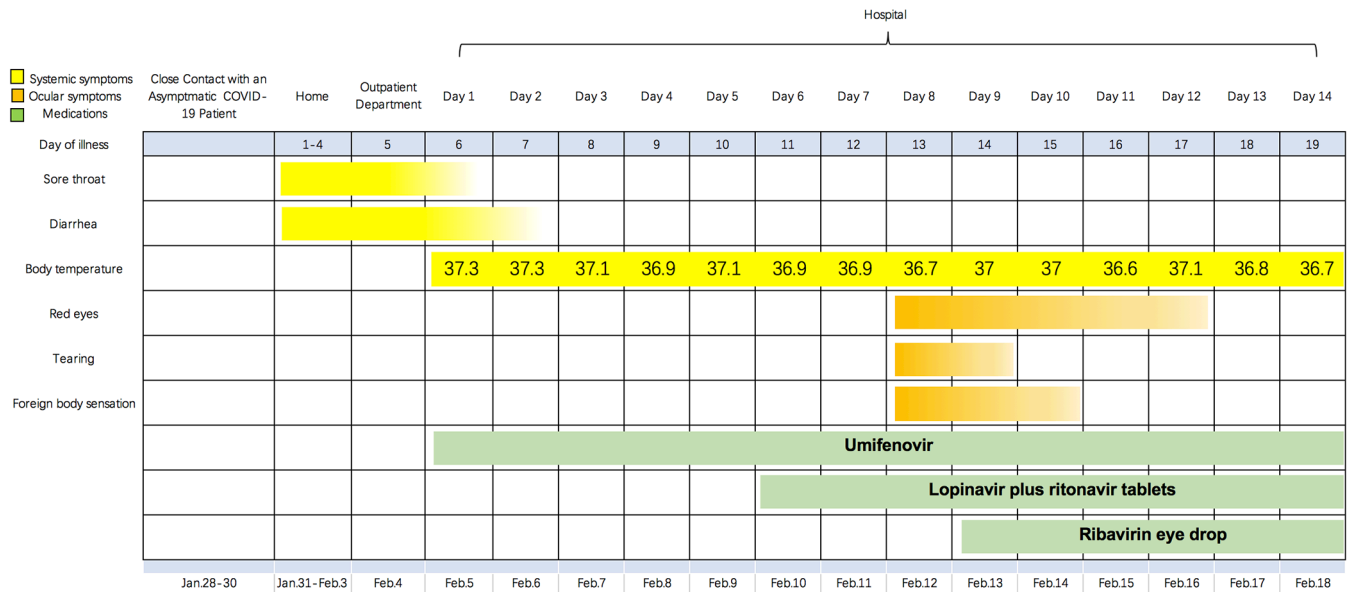 Hospital
Systemic symptoms
Ocular symptoms
Medications
Close Contact with an
Asymptmatic COVID-
19 Patient
Home
Outpatient
Department
Day 1 Day 2 Day 3 Day 4 Day 5 Day 6 Day 7 Day 8 Day 9 Day 10 Day 11 Day 12 Day 13 Day 14
Day of illness 1-4 5 6 7 8 9 10 11 12 13 14 15 16 17 18 19
Sore throat
Diarrhea
Body temperature 37.3 37.3 37.1 36.9 37.1 36.9 36.9 36.7 37 37 36.6 37.1 36.8 36.7
Red eyes
Tearing
Foreign body sensation
Umifenovir
Lopinavir plus ritonavir tablets
Ribavirin eye drop
Jan.28-30 Jan.31-Feb.3 Feb.4 Feb.5 Feb.6 Feb.7 Feb.8 Feb.9 Feb.10 Feb.11 Feb.12 Feb.13 Feb.14 Feb.15 Feb.16 Feb.17 Feb.18